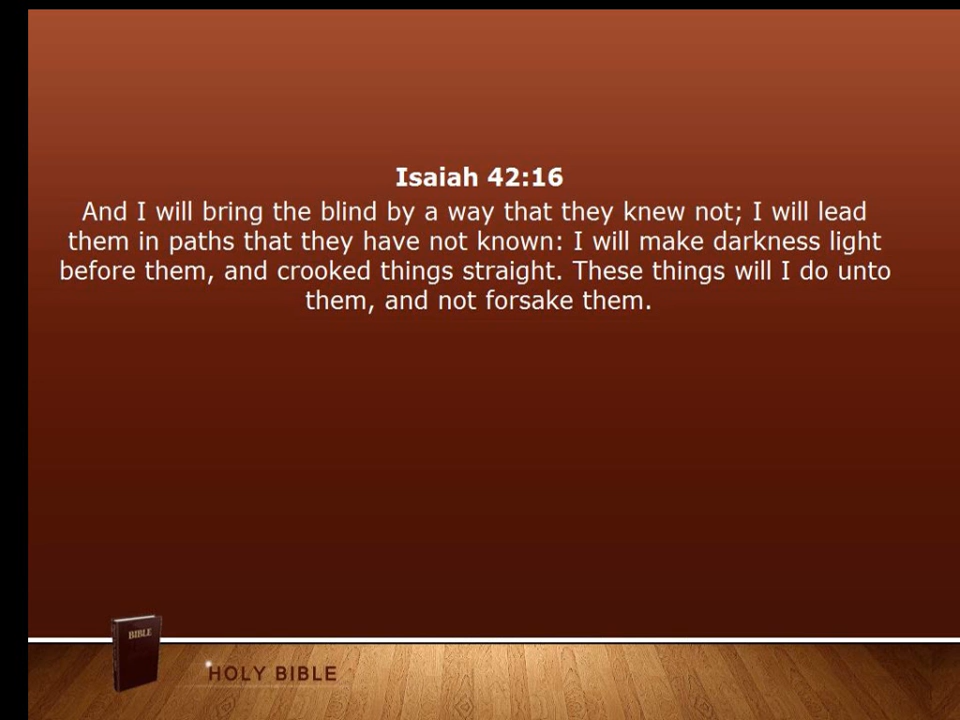 Isaiah 42:16
And I will bring the blind by a way that they knew not; I will lead
them in paths that they have not known: I will make darkness light
before them, and crooked things straight. These things will I do unto
them, and not forsake them.
BIBLE
HOLY BIBLE